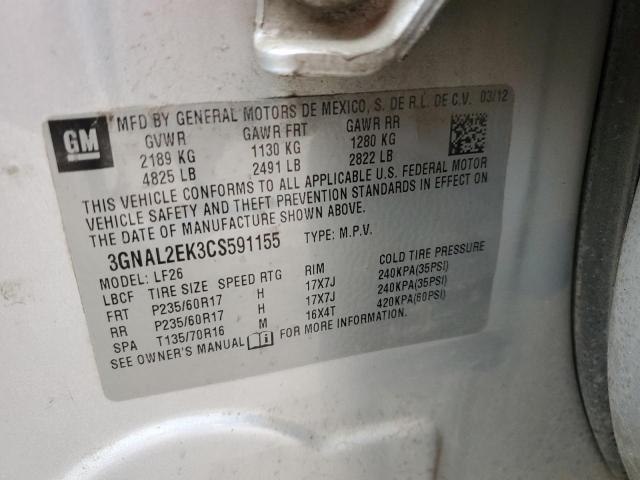 GM
MFD BY GENERAL MOTORS DE MEXICO, S. DE R.L. DE C.V. 03/12
GVWR GAWR FRT GAWR RR
2189 KG 1130 KG 1280 KG
4825 LB 2491 LB 2822 LB
THIS VEHICLE CONFORMS TO ALL APPLICABLE U.S. FEDERAL MOTOR
VEHICLE SAFETY AND THEFT PREVENTION STANDARDS IN EFFECT ON
THE DATE OF MANUFACTURE SHOWN ABOVE.
3GNAL2EK3CS591155 TYPE: M.P.V.
MODEL: LF26
LBCF TIRE SIZE SPEED RTG RIM COLD TIRE PRESSURE
FRT P235/60R17 H 17X7J 240KPA(35PSI)
RR P235/60R17 H 17X7J 240KPA(35PSI)
SPA T135/70R16 M 16X4T 420KPA(60PSI)
SEE OWNER'S MANUAL FOR MORE INFORMATION.